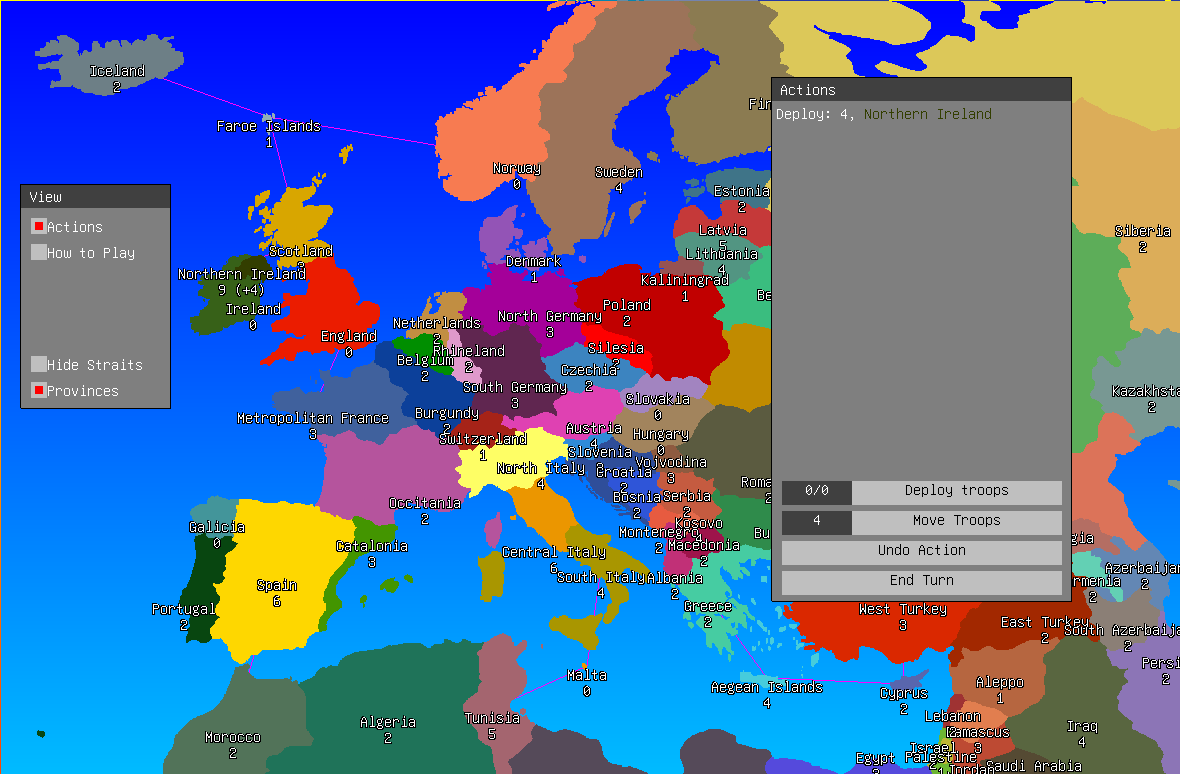 Iceland
2
Faroe Islands
1
Norway
0
Sweden
4
Fin
View
Actions
How to Play
Hide Straits
Provinces
Actions
Deploy: 4, Northern Ireland
0/0 Deploy troops
4 Move Troops
Undo Action
End Turn
Estonia
2
Latvia
5
Lithuania
4
Siberia
2
Scotland
Northern Ireland
9 (+4)
Ireland
0
Denmark
1
Kaliningrad
1
Be
Poland
2
North Germany
3
England
0
Netherlands
2
Rhineland
2
Belgium
2
Silesia
2
Czechia
2
South Germany
3
Slovakia
0
Kazakhsta
2
Metropolitan France
3
Burgundy
2
Switzerland
1
Austria
4
Hungary
0
Slovenia
North Italy
4
Croatia
2
Vojvodina
3
Roma
2
Occitania
2
Bosnia
2
Serbia
2
Galicia
0
Catalonia
3
Kosovo
Montenegro
2
Macedonia
2
Bu
gia
Central Italy
6
South Italy
4
Albania
2
Azerbaijan
2
rmenia
2
Spain
6
Portugal
2
Greece
2
West Turkey
3
East Turkey
2
South Azerbaija
2
Malta
0
Aegean Islands
4
Cyprus
2
Aleppo
1
Persi
2
Morocco
2
Algeria
2
Tunisia
5
Lebanon
Damascus
3
Iraq
4
Israel
Egypt
Palestine
Jordan
Saudi Arabia